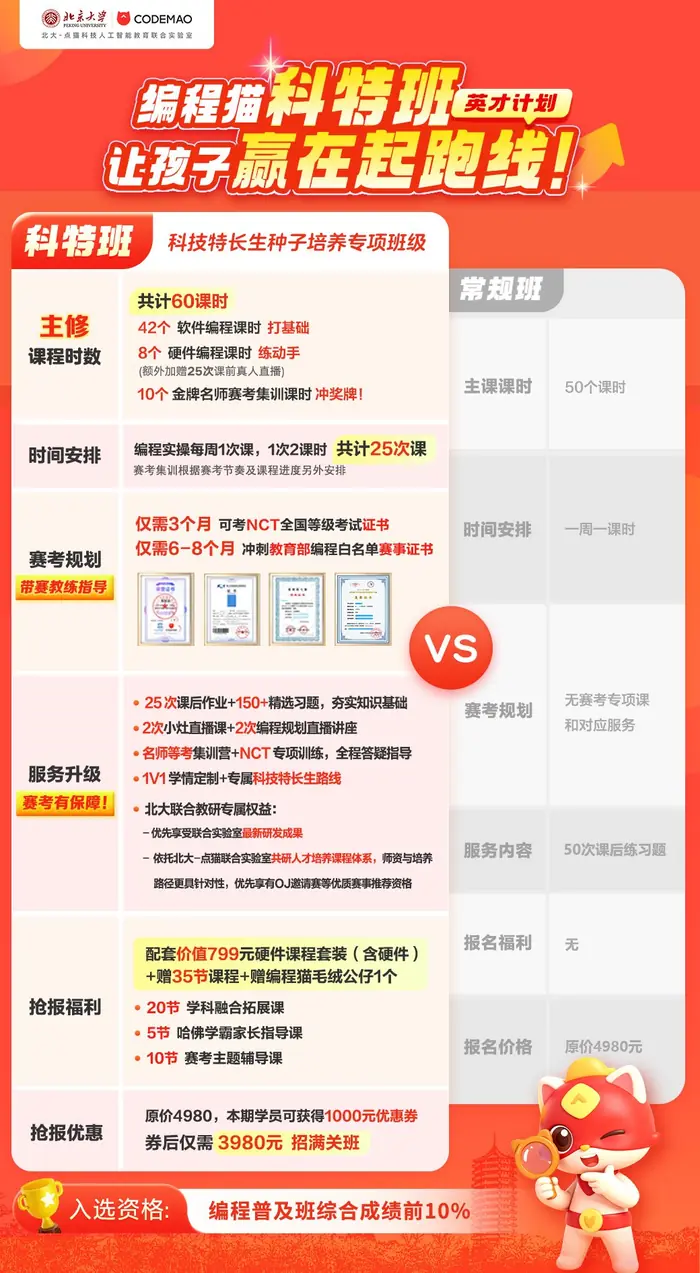 北京大学
PEKING UNIVERSITY
CODEMAO
北大-点猫科技人工智能教育联合实验室
编程猫科特班 英才计划
让孩子赢在起跑线!
科特班 科技特长生种子培养专项班级
主修
课程时数
共计60课时
42个 软件编程课时 打基础
8个 硬件编程课时 练动手
(额外加赠25次课前真人直播)
10个 金牌名师赛考集训课时 冲奖牌!
时间安排
编程实操每周1次课，1次2课时 共计25次课
赛考集训根据赛考节奏及课程进度另外安排
赛考规划
带赛教练指导
仅需3个月 可考NCT全国等级考试证书
仅需6-8个月 冲刺教育部编程白名单赛事证书
服务升级
赛考有保障!
• 25次课后作业+150+精选习题，夯实知识基础
• 2次小灶直播课+2次编程规划直播讲座
• 名师等考集训营+NCT专项训练，全程答疑指导
• 1V1学情定制+专属科技特长生路线
• 北大联合教研专属权益：
- 优先享受联合实验室最新研发成果
- 依托北大-点猫联合实验室共研人才培养课程体系，师资与培养
路径更具针对性，优先享有OJ邀请赛等优质赛事推荐资格
抢报福利
配套价值799元硬件课程套装（含硬件）
+赠35节课程+赠编程猫毛绒公仔1个
• 20节 学科融合拓展课
• 5节 哈佛学霸家长指导课
• 10节 赛考主题辅导课
抢报优惠
原价4980，本期学员可获得1000元优惠券
券后仅需 3980元 招满关班
VS
常规班
主课课时 50个课时
时间安排 一周一课时
赛考规划
无赛考专项课
和对应服务
服务内容 50次课后练习题
报名福利 无
报名价格 原价4980元
入选资格: 编程普及班综合成绩前10%